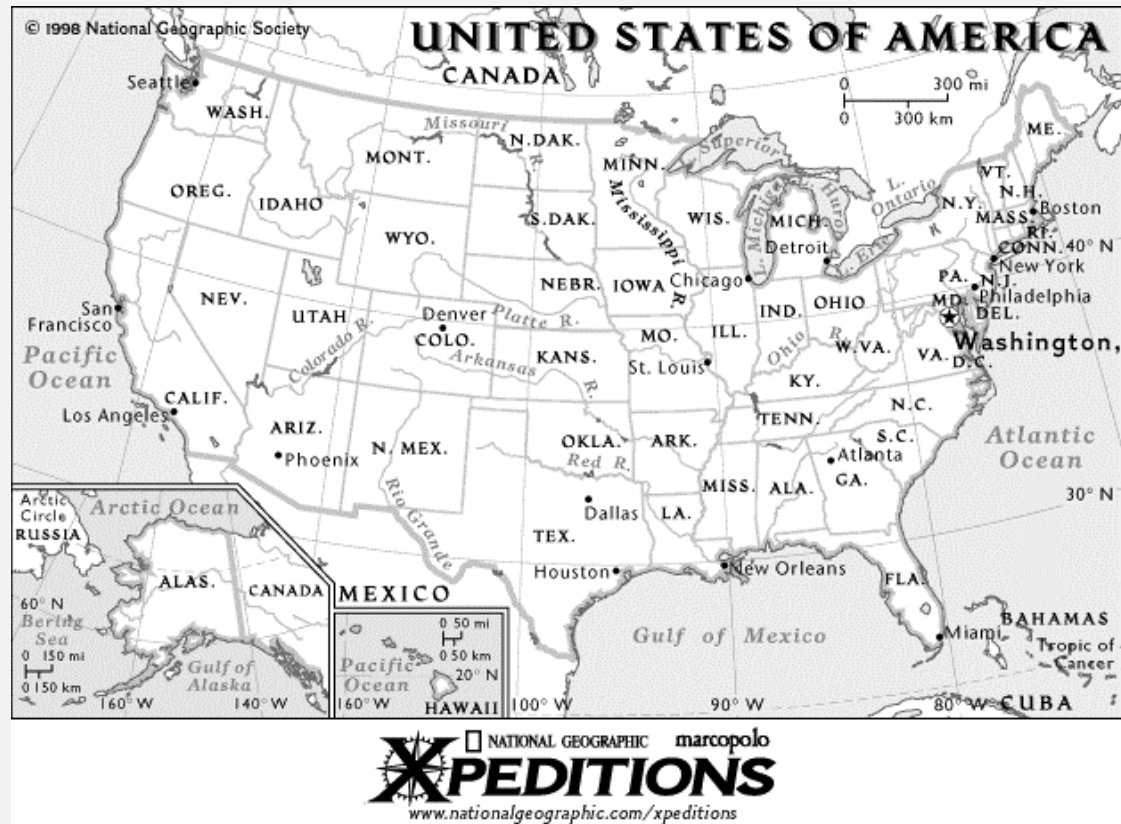 © 1998 National Geographic Society
UNITED STATES OF AMERICA
CANADA
0 300 mi
0 300 km
Seattle
WASH.
Missouri R.
N.DAK.
MONT.
MINN.
L. Superior
ME.
OREG.
IDAHO
S.DAK.
Mississippi R.
WIS.
L. Michigan
MICH.
L. Huron
L. Ontario
VT.
N.H.
N.Y.
MASS.
Boston
RI.
CONN.
40° N
WYO.
Detroit
L. Erie
New York
NEBR.
IOWA
Chicago
PA.
N.J.
Philadelphia
NEV.
UTAH
Denver
COLO.
Platte R.
IND.
OHIO
MD.
DEL.
San
Francisco
Pacific
Ocean
Colorado R.
Arkansas R.
KANS.
MO.
ILL.
St. Louis
Ohio R.
W.VA.
VA.
Washington,
D.C.
KY.
CALIF.
Los Angeles
ARIZ.
Phoenix
N. MEX.
OKLA.
Red R.
ARK.
TENN.
N.C.
S.C.
Atlanta
GA.
Atlantic
Ocean
30° N
MISS.
ALA.
LA.
Dallas
TEX.
Rio Grande
Houston
New Orleans
FLA.
Miami
Gulf of Mexico
MEXICO
BAHAMAS
Tropic of
Cancer
CUBA
Arctic
Circle
RUSSIA
Arctic Ocean
ALAS.
CANADA
60° N
Bering
Sea
0 150 mi
0 150 km
Gulf of
Alaska
160° W
140° W
0 50 mi
0 50 km
Pacific
Ocean
20° N
HAWAII
160° W
100° W
90° W
80° W
NATIONAL GEOGRAPHIC marcopolo
XPEDITIONS
www.nationalgeographic.com/xpeditions